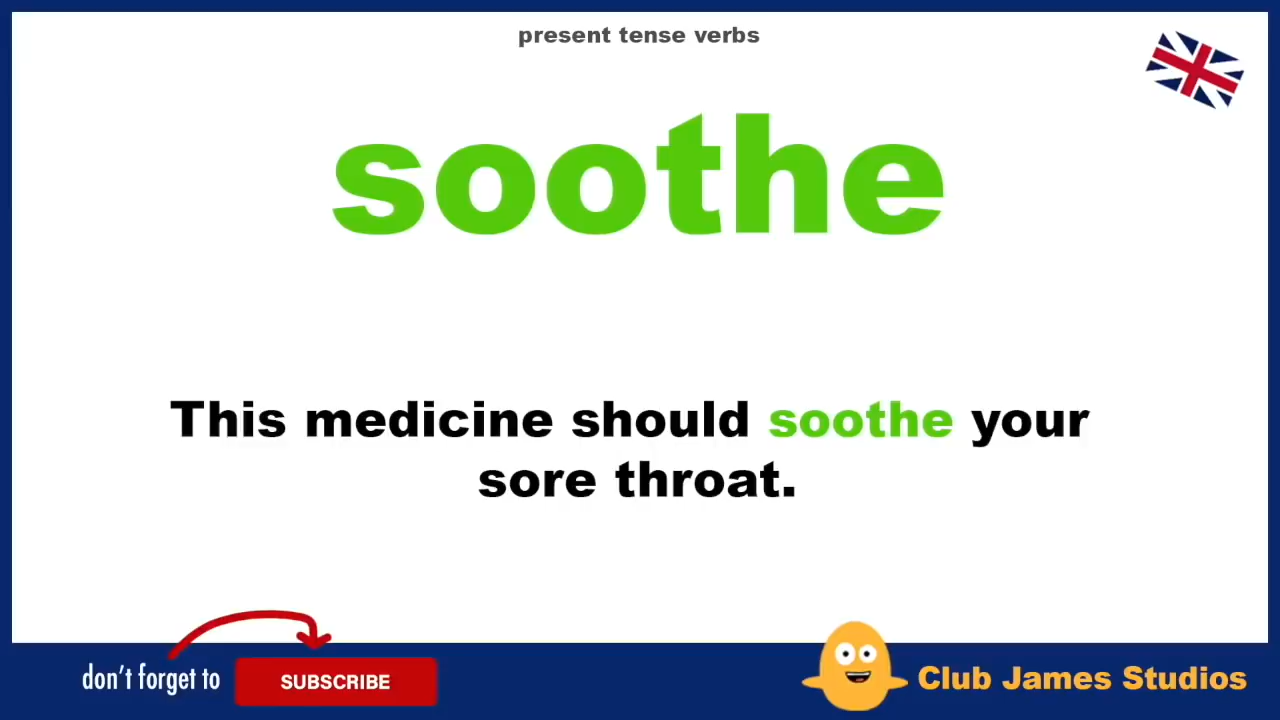 present tense verbs
soothe
This medicine should soothe your
sore throat.
don't forget to
SUBSCRIBE
Club James Studios